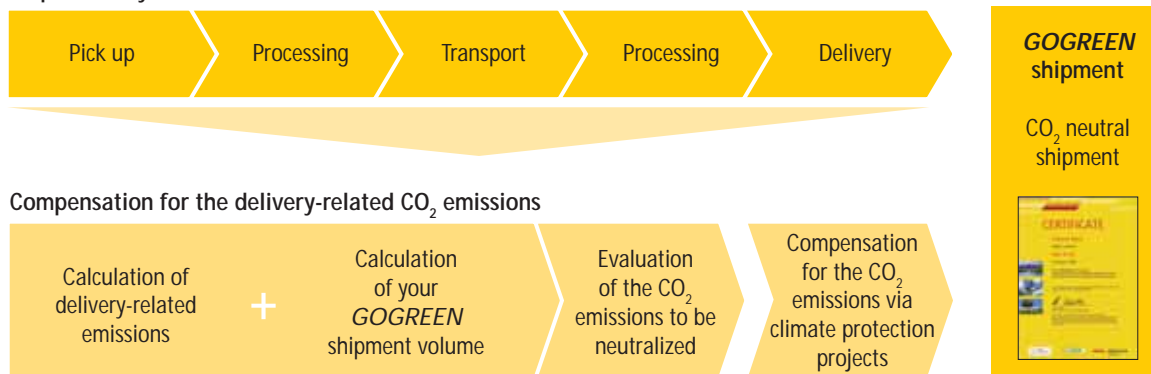 Pick up
Processing
Transport
Processing
Delivery
GOGREEN
shipment
CO₂ neutral
shipment
CERTIFICATE
Compensation for the delivery-related CO₂ emissions
Calculation of
delivery-related
emissions
+
Calculation
of your
GOGREEN
shipment volume
Evaluation
of the CO₂
emissions to be
neutralized
Compensation
for the CO₂
emissions via
climate protection
projects